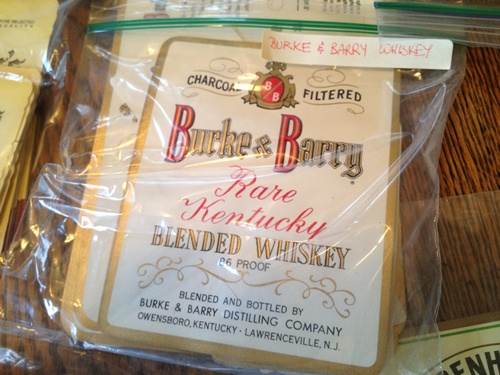 BURKE & BARRY WHISKEY
CHARCOAL FILTERED
B/B
Burke & Barry
Rare
Kentucky
BLENDED WHISKEY
86 PROOF
BLENDED AND BOTTLED BY
BURKE & BARRY DISTILLING COMPANY
OWENSBORO, KENTUCKY • LAWRENCEVILLE, N.J.